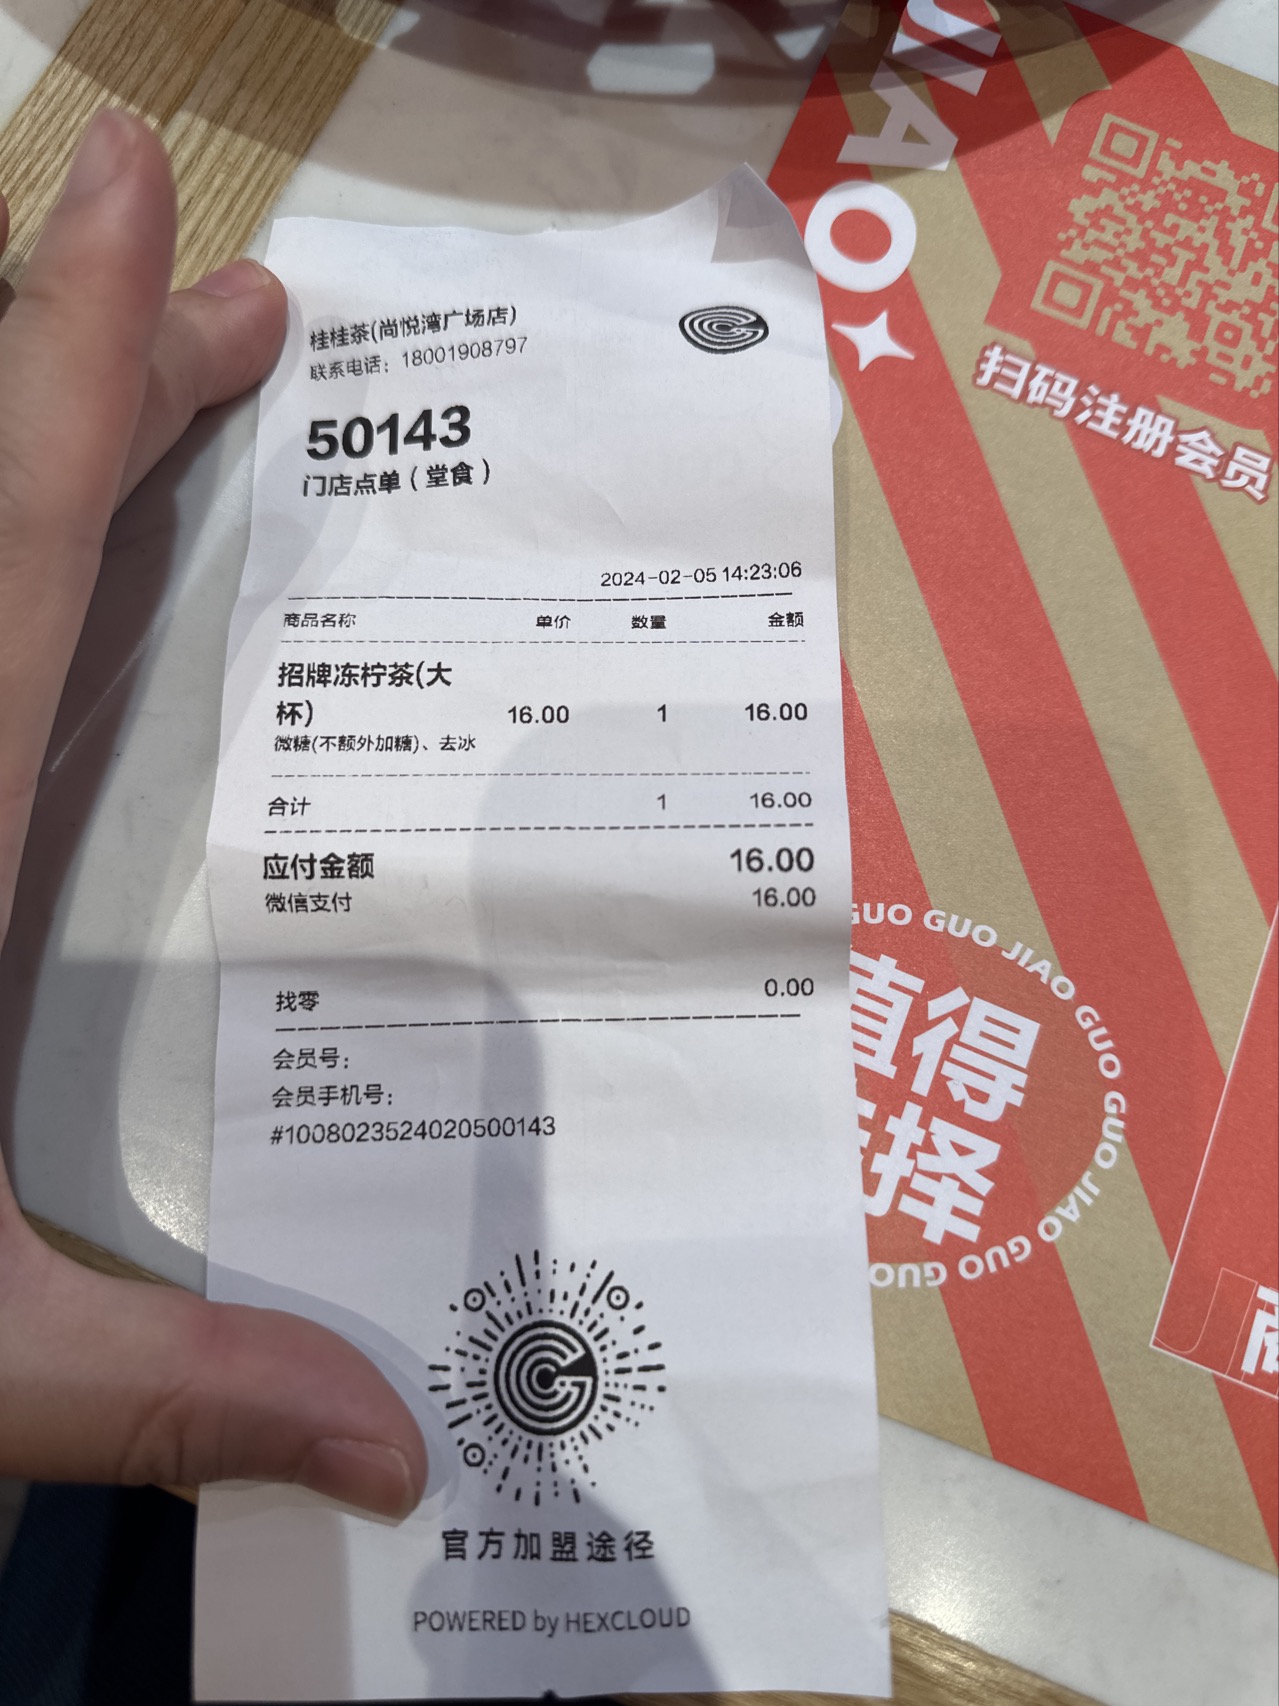 桂桂茶(尚悦湾广场店)
联系电话：18001908797
50143
门店点单（堂食）
2024-02-05 14:23:06
商品名称 单价 数量 金额
招牌冻柠茶(大
杯) 16.00 1 16.00
微糖(不额外加糖)、去冰
合计 1 16.00
应付金额 16.00
微信支付 16.00
找零 0.00
会员号：
会员手机号：
#1008023524020500143
官方加盟途径
POWERED by HEXCLOUD
JIAO
扫码注册会员
GUO GUO JIAO GUO GUO JIAO GUO GUO
值得
择